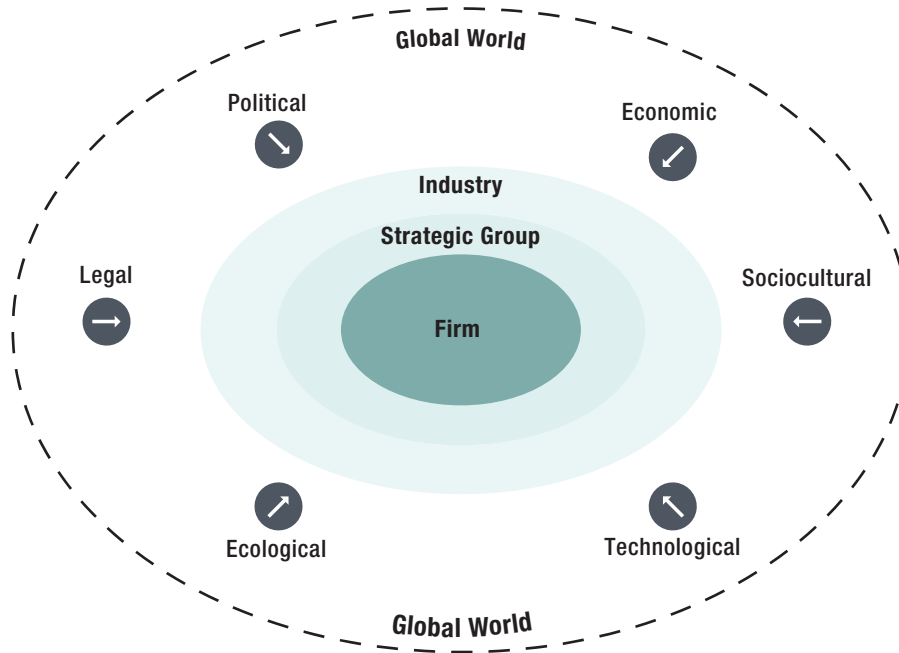 Global World
Political
Economic
Industry
Strategic Group
Legal
Sociocultural
Firm
Ecological
Technological
Global World